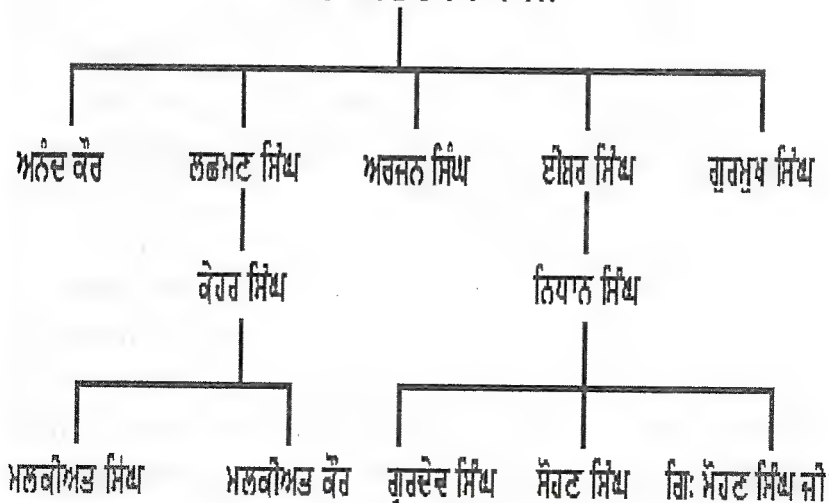 ਅਨੰਦ ਕੌਰ ਲਛਮਣ ਸਿੰਘ ਅਰਜਨ ਸਿੰਘ ਈਸ਼ਰ ਸਿੰਘ ਗੁਰਮੁਖ ਸਿੰਘ
ਕੇਹਰ ਸਿੰਘ ਨਿਧਾਨ ਸਿੰਘ
ਮਲਕੀਅਤ ਸਿੰਘ ਮਲਕੀਅਤ ਕੌਰ ਗੁਰਦੇਵ ਸਿੰਘ ਸੋਹਣ ਸਿੰਘ ਗਿ: ਮੋਹਣ ਸਿੰਘ ਜੀ